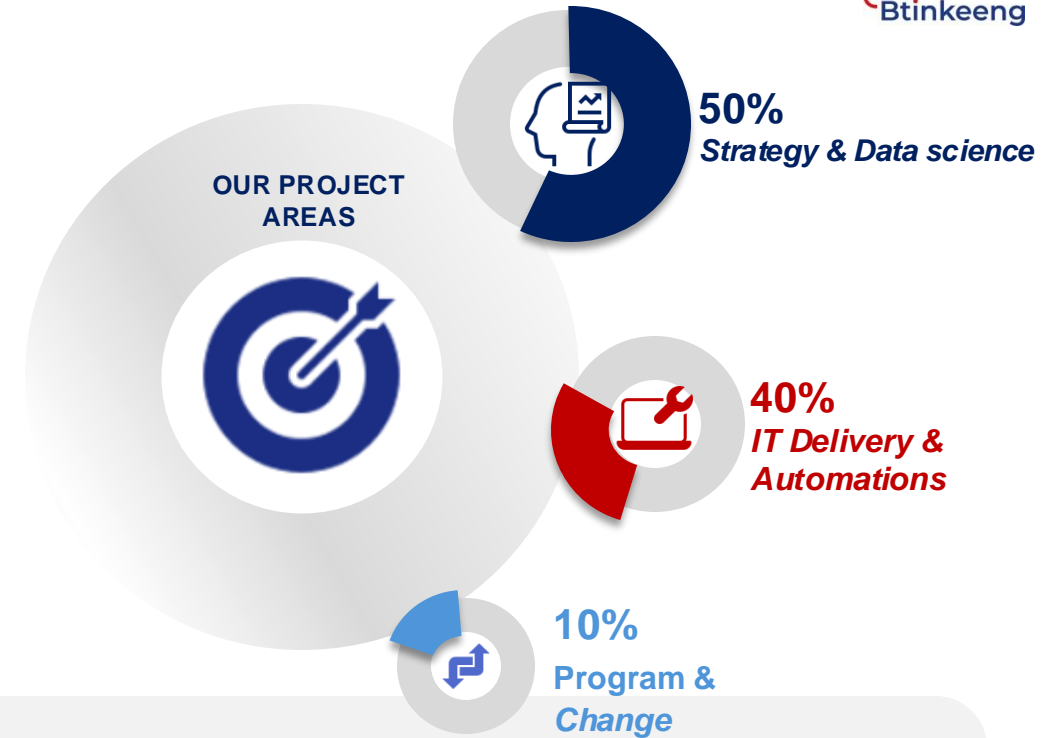 Btinkeeng
50%
Strategy & Data science
OUR PROJECT
AREAS
40%
IT Delivery &
Automations
10%
Program &
Change